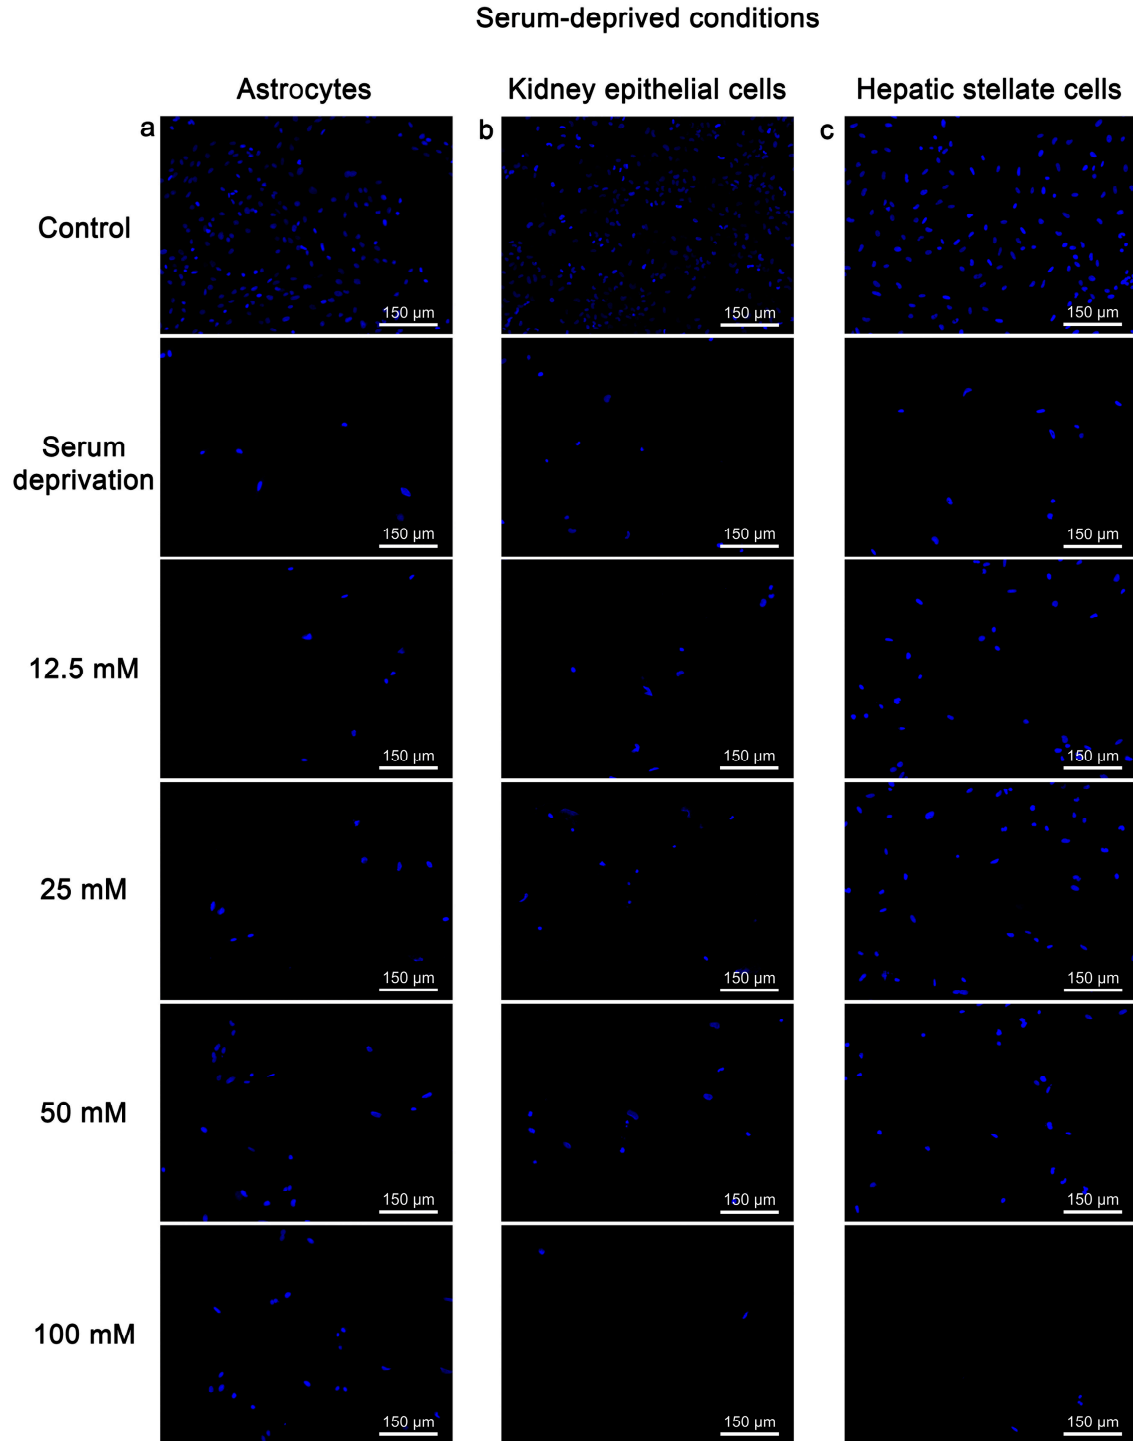 Serum-deprived conditions
Astrocytes
Kidney epithelial cells
Hepatic stellate cells
a
b
c
Control
150 µm
150 µm
150 µm
Serum
deprivation
150 µm
150 µm
150 µm
12.5 mM
150 µm
150 µm
150 µm
25 mM
150 µm
150 µm
150 µm
50 mM
150 µm
150 µm
150 µm
100 mM
150 µm
150 µm
150 µm